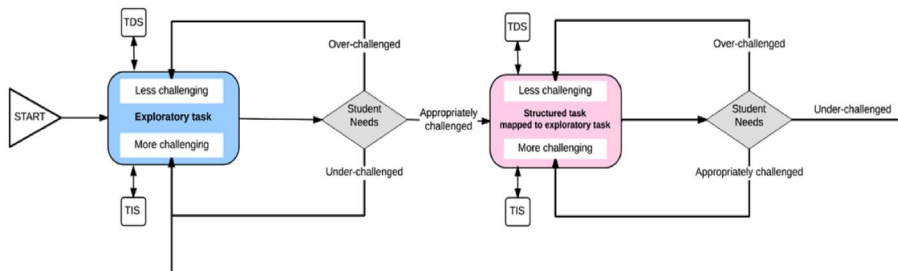 TDS
Over-challenged
Less challenging
START
Exploratory task
More challenging
Student
Needs
Appropriately
challenged
Under-challenged
TIS
TDS
Over-challenged
Less challenging
Structured task
mapped to exploratory task
More challenging
Student
Needs
Under-challenged
Appropriately challenged
TIS